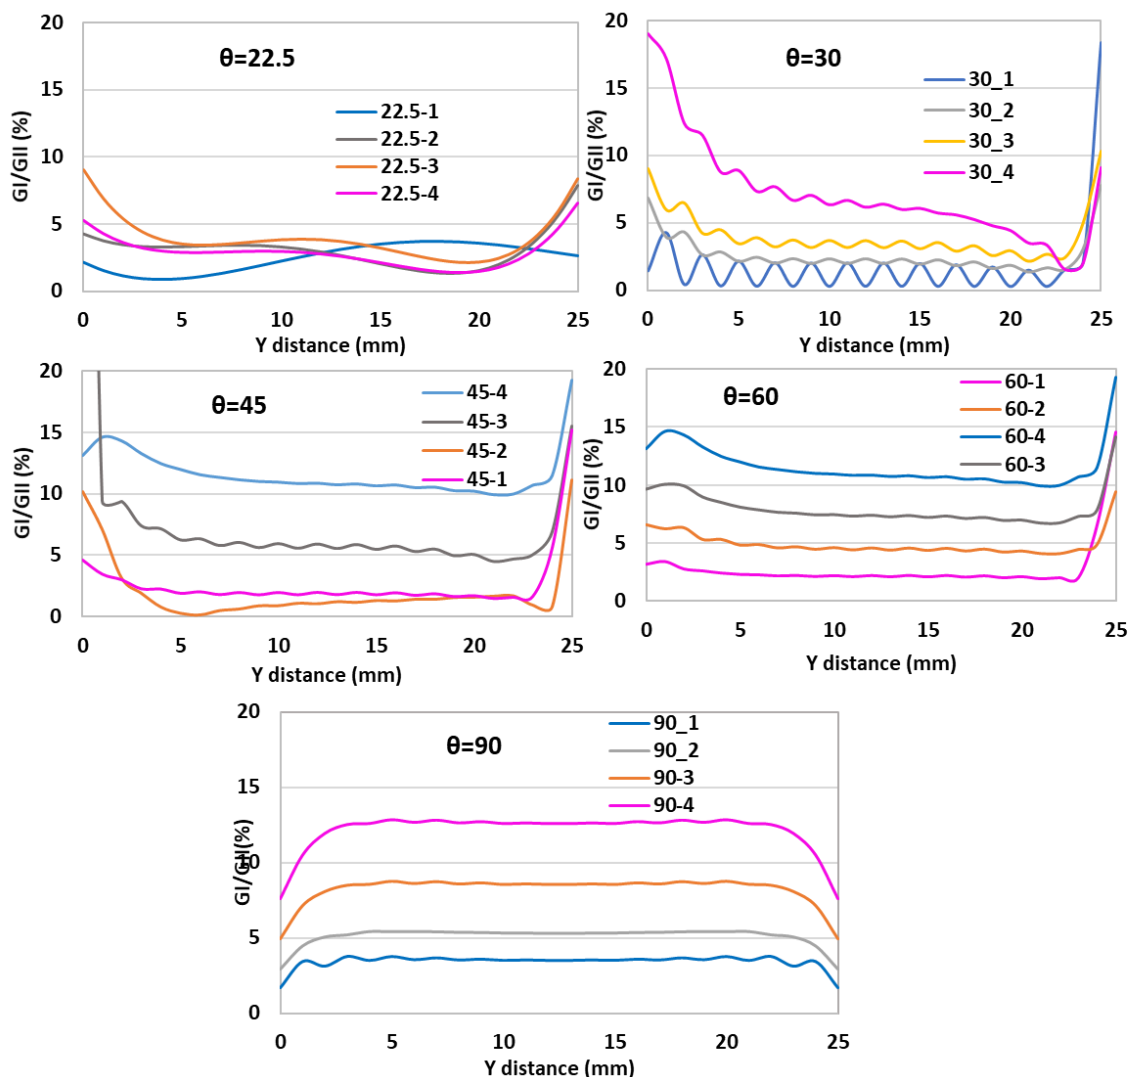 20
15
10
5
0
GI/GII (%)
θ=22.5
22.5-1
22.5-2
22.5-3
22.5-4
0 5 10 15 20 25
Y distance (mm)
20
15
10
5
0
GI/GII (%)
θ=30
30_1
30_2
30_3
30_4
0 5 10 15 20 25
Y distance (mm)
20
15
10
5
0
GI/GII (%)
θ=45
45-4
45-3
45-2
45-1
0 5 10 15 20 25
Y distance (mm)
20
15
10
5
0
GI/GII (%)
θ=60
60-1
60-2
60-4
60-3
0 5 10 15 20 25
Y distance (mm)
20
15
10
5
0
GI/GII(%)
θ=90
90_1
90_2
90-3
90-4
0 5 10 15 20 25
Y distance (mm)